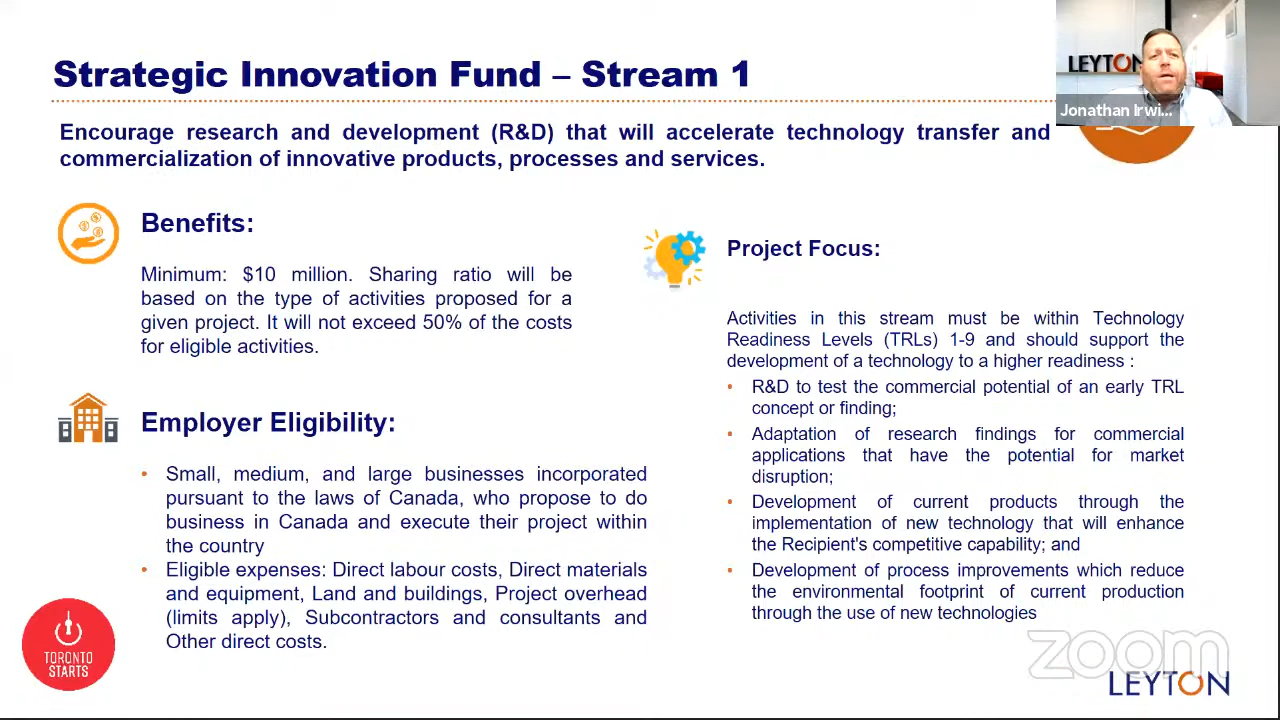 Strategic Innovation Fund – Stream 1
LEYTON
Jonathan Irwi...
Encourage research and development (R&D) that will accelerate technology transfer and
commercialization of innovative products, processes and services.
Benefits:
Minimum: $10 million. Sharing ratio will be
based on the type of activities proposed for a
given project. It will not exceed 50% of the costs
for eligible activities.
Employer Eligibility:
• Small, medium, and large businesses incorporated
pursuant to the laws of Canada, who propose to do
business in Canada and execute their project within
the country
• Eligible expenses: Direct labour costs, Direct materials
and equipment, Land and buildings, Project overhead
(limits apply), Subcontractors and consultants and
Other direct costs.
Project Focus:
Activities in this stream must be within Technology
Readiness Levels (TRLs) 1-9 and should support the
development of a technology to a higher readiness :
• R&D to test the commercial potential of an early TRL
concept or finding;
• Adaptation of research findings for commercial
applications that have the potential for market
disruption;
• Development of current products through the
implementation of new technology that will enhance
the Recipient's competitive capability; and
• Development of process improvements which reduce
the environmental footprint of current production
through the use of new technologies
TORONTO
STARTS
zoom
LEYTON